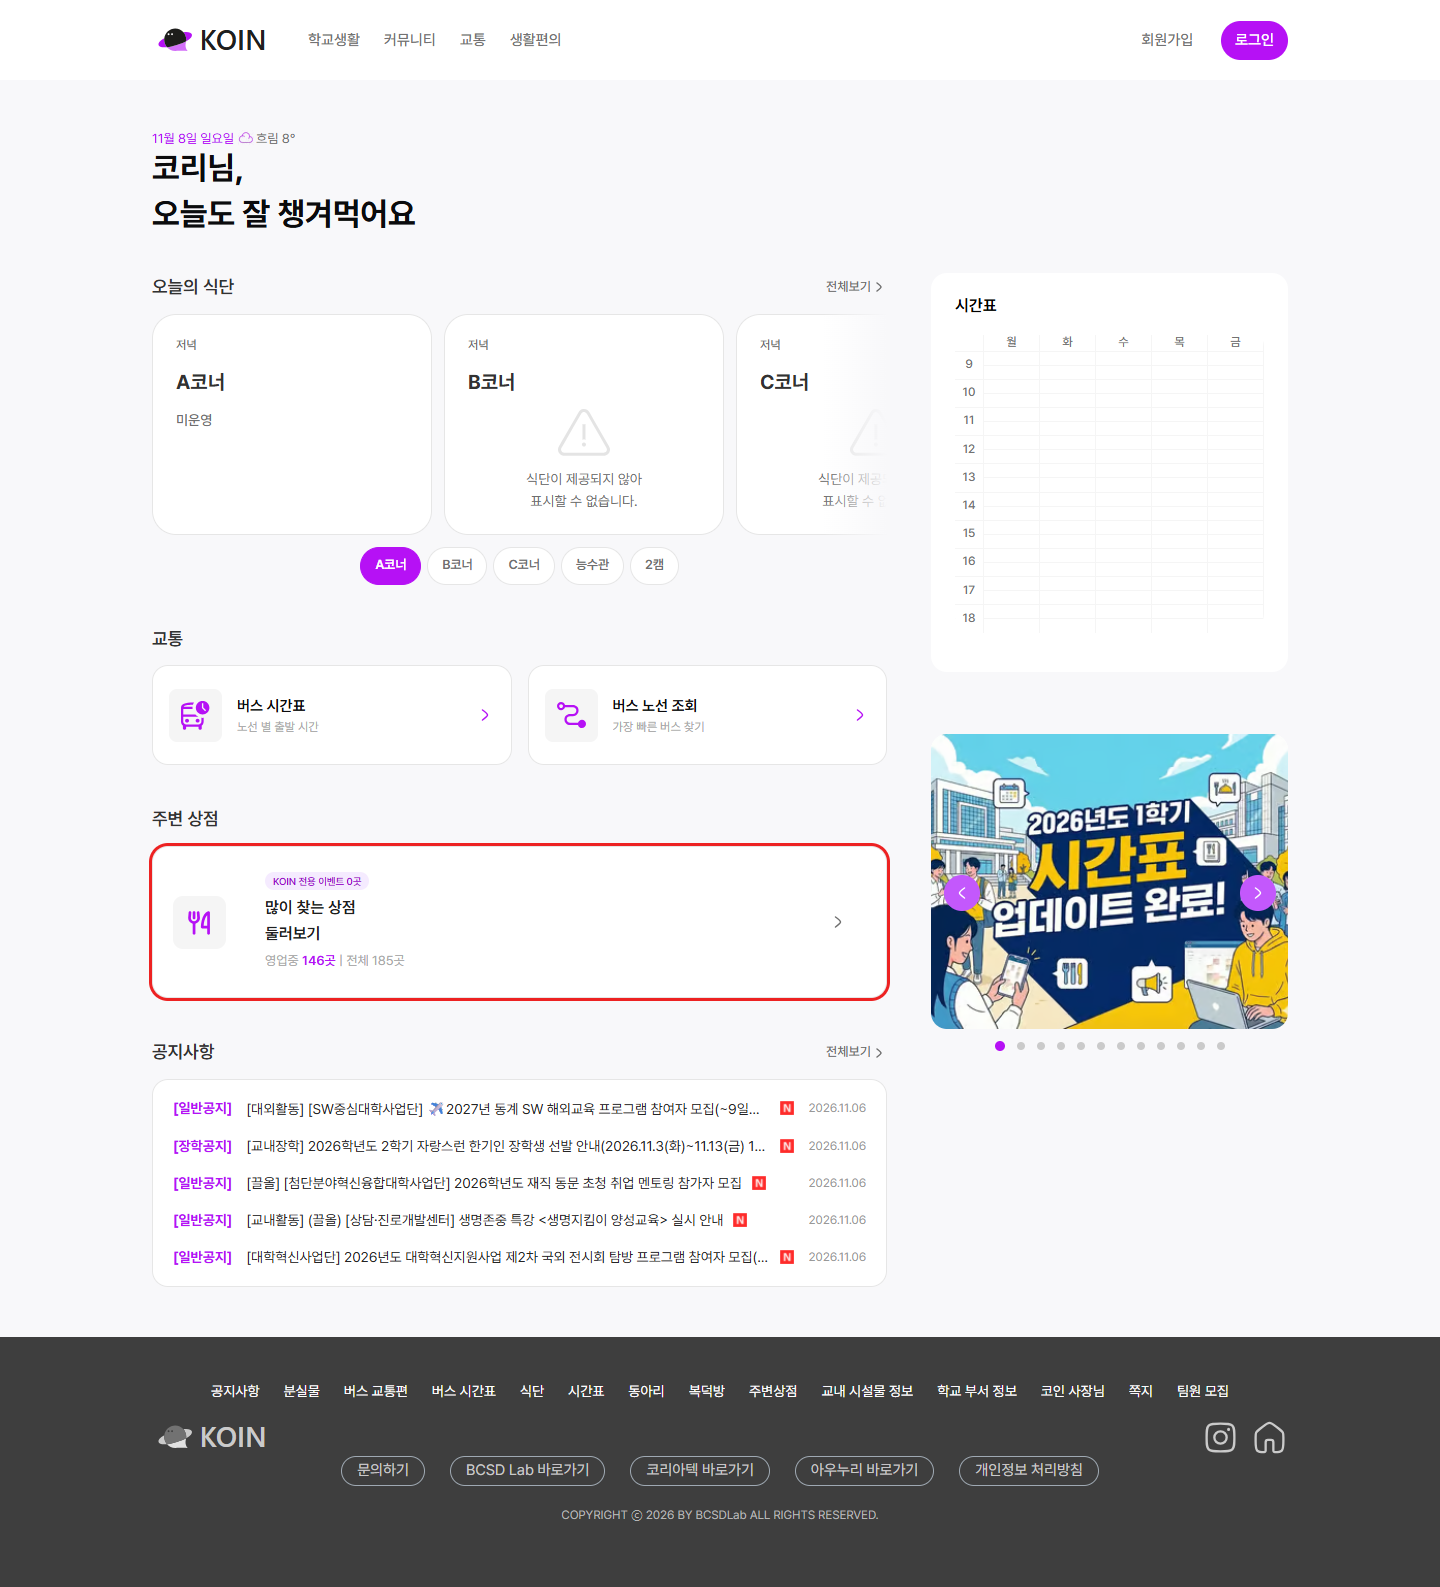 KOIN
학교생활
커뮤니티
교통
생활편의
회원가입
로그인
11월 8일 일요일 흐림 8°
코리님,
오늘도 잘 챙겨먹어요
오늘의 식단
전체보기
저녁
A코너
미운영
저녁
B코너
식단이 제공되지 않아
표시할 수 없습니다.
저녁
C코너
식단이 제공
표시할 수
A코너
B코너
C코너
능수관
2캠
교통
버스 시간표
노선 별 출발 시간
버스 노선 조회
가장 빠른 버스 찾기
주변 상점
KOIN 전용 이벤트 0곳
많이 찾는 상점
둘러보기
영업중 146곳 | 전체 185곳
공지사항
전체보기
[일반공지] [대외활동] [SW중심대학사업단] ✈️ 2027년 동계 SW 해외교육 프로그램 참여자 모집(~9일... N 2026.11.06
[장학공지] [교내장학] 2026학년도 2학기 자랑스런 한기인 장학생 선발 안내(2026.11.3(화)~11.13(금) 1... N 2026.11.06
[일반공지] [끌올] [첨단분야혁신융합대학사업단] 2026학년도 재직 동문 초청 취업 멘토링 참가자 모집 N 2026.11.06
[일반공지] [교내활동] (끌올) [상담·진로개발센터] 생명존중 특강 <생명지킴이 양성교육> 실시 안내 N 2026.11.06
[일반공지] [대학혁신사업단] 2026년도 대학혁신지원사업 제2차 국외 전시회 탐방 프로그램 참여자 모집(... N 2026.11.06
시간표
월 화 수 목 금
9
10
11
12
13
14
15
16
17
18
2026년도 1학기
시간표
업데이트 완료!
공지사항 분실물 버스 교통편 버스 시간표 식단 시간표 동아리 복덕방 주변상점 교내 시설물 정보 학교 부서 정보 코인 사장님 쪽지 팀원 모집
KOIN
문의하기
BCSD Lab 바로가기
코리아텍 바로가기
아우누리 바로가기
개인정보 처리방침
COPYRIGHT ⓒ 2026 BY BCSDLab ALL RIGHTS RESERVED.